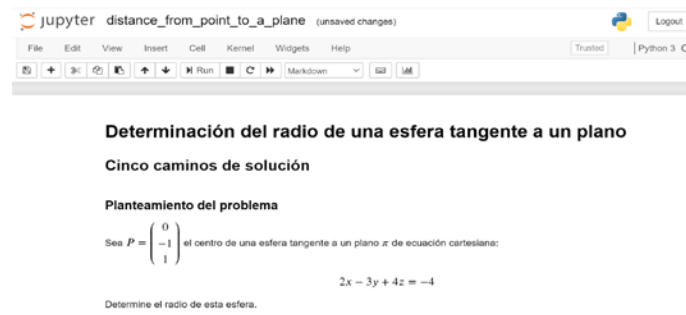 jupyter distance_from_point_to_a_plane (unsaved changes) Logout
File Edit View Insert Cell Kernel Widgets Help Trusted Python 3 O
Run Markdown
Determinación del radio de una esfera tangente a un plano
Cinco caminos de solución
Planteamiento del problema
Sea P = ( 0 -1 1 ) el centro de una esfera tangente a un plano π de ecuación cartesiana:
2x − 3y + 4z = −4
Determine el radio de esta esfera.